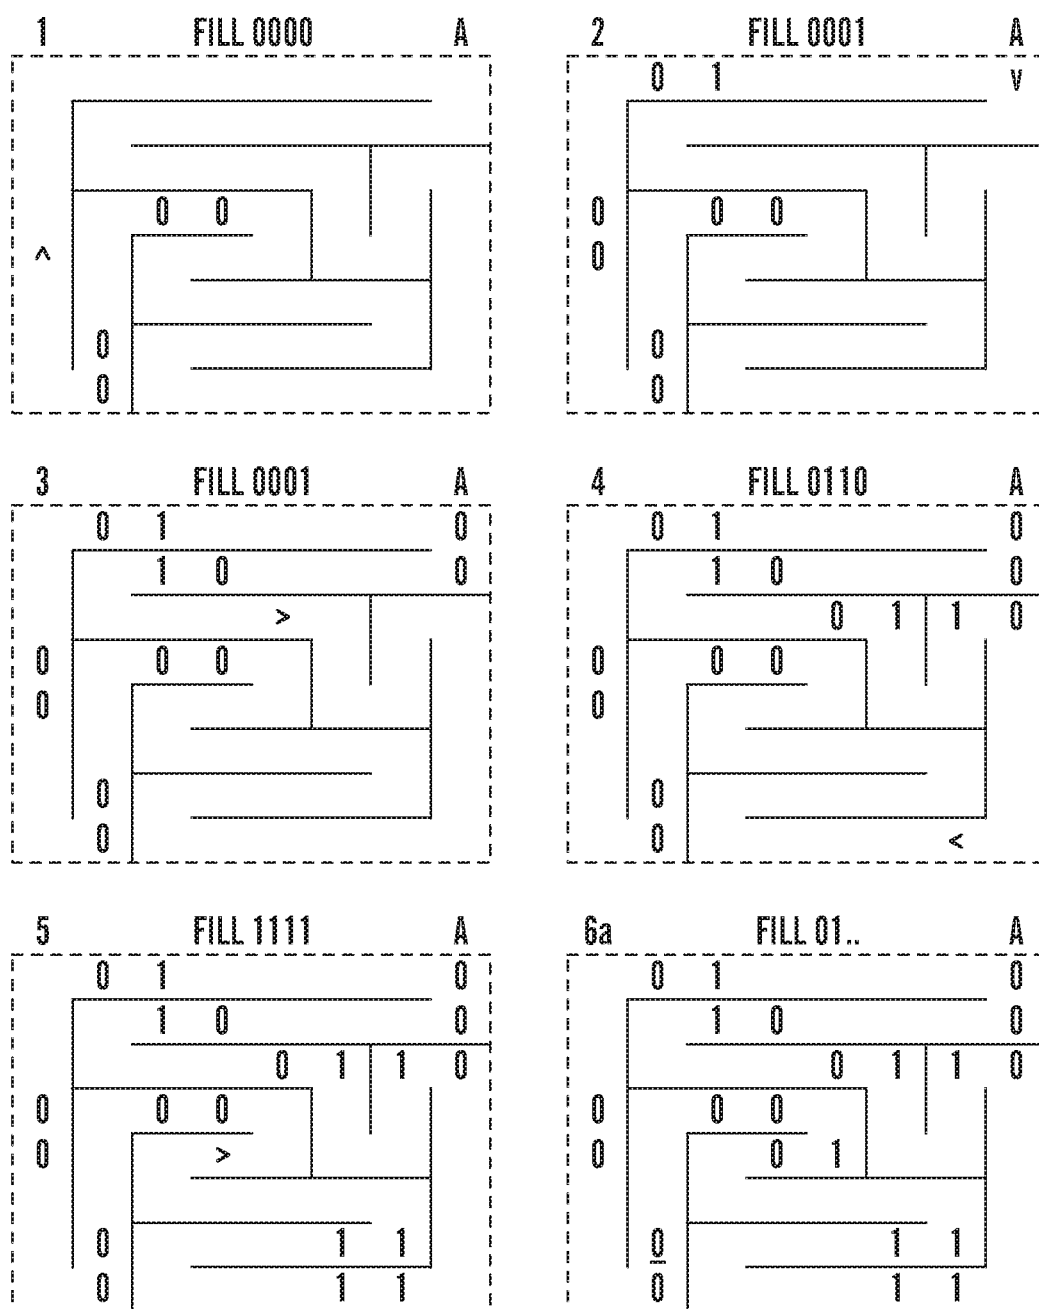 1 FILL 0000 A 2 FILL 0001 A
0 1 v
0 0 0 0 0
^ 0
0 0
0 0
3 FILL 0001 A 4 FILL 0110 A
0 1 0 0 1 0
1 0 0 1 0 0
> 0 1 1 0
0 0 0 0 0 0
0 0
0 0
0 0 <
5 FILL 1111 A 6a FILL 01.. A
0 1 0 0 1 0
1 0 0 1 0 0
0 1 1 0 0 1 1 0
0 0 0 0 0 0
0 > 0 0 1
0 1 1 0 1 1
0 1 1 0 1 1